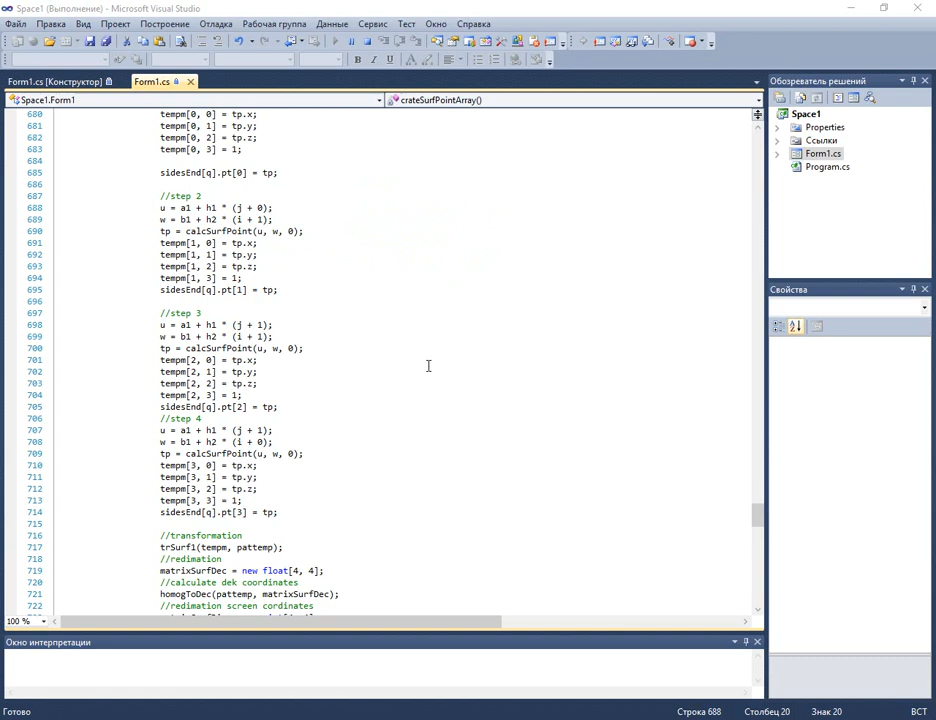 Space1 (Выполнение) - Microsoft Visual Studio
Файл Правка Вид Проект Построение Отладка Рабочая группа Данные Сервис Тест Окно Справка
Form1.cs [Конструктор] Form1.cs
Space1.Form1 crateSurfPointArray()
680 tempm[0, 0] = tp.x;
681 tempm[0, 1] = tp.y;
682 tempm[0, 2] = tp.z;
683 tempm[0, 3] = 1;
684
685 sidesEnd[q].pt[0] = tp;
686
687 //step 2
688 u = a1 + h1 * (j + 0);
689 w = b1 + h2 * (i + 1);
690 tp = calcSurfPoint(u, w, 0);
691 tempm[1, 0] = tp.x;
692 tempm[1, 1] = tp.y;
693 tempm[1, 2] = tp.z;
694 tempm[1, 3] = 1;
695 sidesEnd[q].pt[1] = tp;
696
697 //step 3
698 u = a1 + h1 * (j + 1);
699 w = b1 + h2 * (i + 1);
700 tp = calcSurfPoint(u, w, 0);
701 tempm[2, 0] = tp.x;
702 tempm[2, 1] = tp.y;
703 tempm[2, 2] = tp.z;
704 tempm[2, 3] = 1;
705 sidesEnd[q].pt[2] = tp;
706 //step 4
707 u = a1 + h1 * (j + 1);
708 w = b1 + h2 * (i + 0);
709 tp = calcSurfPoint(u, w, 0);
710 tempm[3, 0] = tp.x;
711 tempm[3, 1] = tp.y;
712 tempm[3, 2] = tp.z;
713 tempm[3, 3] = 1;
714 sidesEnd[q].pt[3] = tp;
715
716 //transformation
717 trSurf1(tempm, pattemp);
718 //redimation
719 matrixSurfDec = new float[4, 4];
720 //calculate dek coordinates
721 homogToDec(pattemp, matrixSurfDec);
722 //redimation screen cordinates
100 %
Окно интерпретации
Обозреватель решений
Space1
Properties
Ссылки
Form1.cs
Program.cs
Свойства
Готово Строка 688 Столбец 20 Знак 20 ВСТ